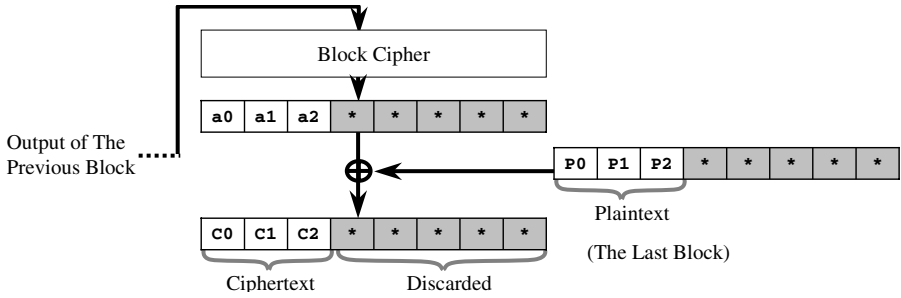 Block Cipher
a0 a1 a2 * * * * *
Output of The
Previous Block
P0 P1 P2 * * * * *
Plaintext
C0 C1 C2 * * * * *
(The Last Block)
Ciphertext Discarded